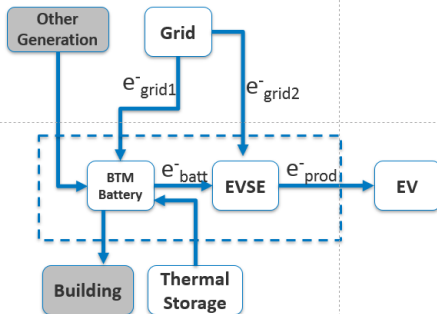 Other
Generation
Grid
e-grid1
e-grid2
BTM
Battery
e-batt
EVSE
e-prod
EV
Building
Thermal
Storage